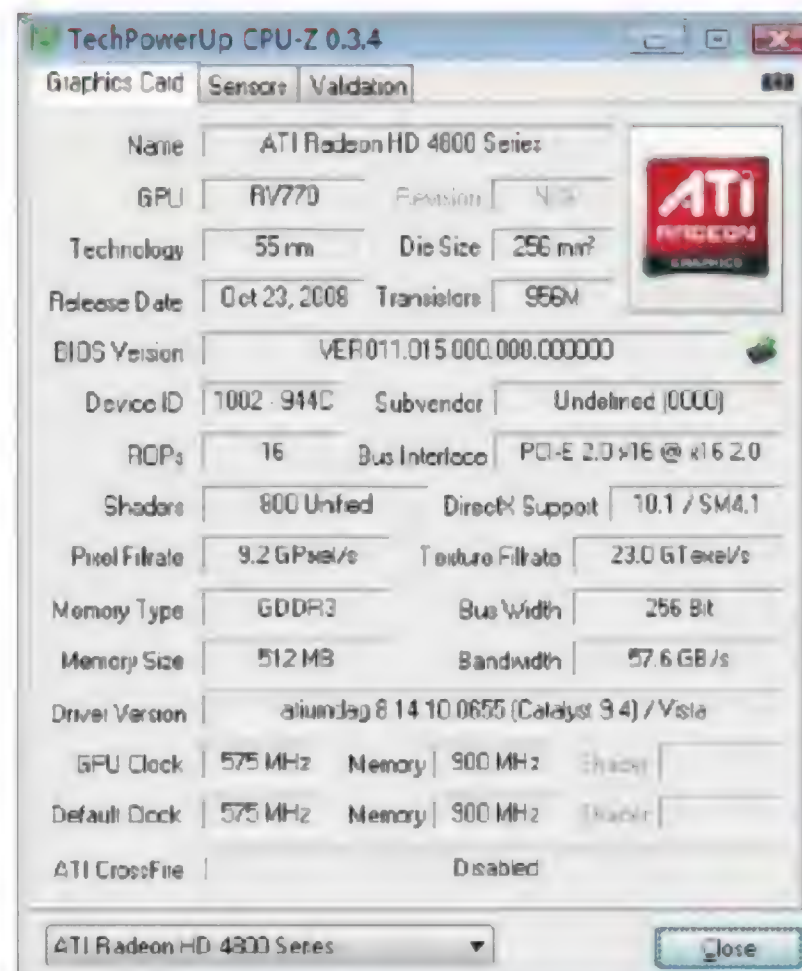 TechPowerUp CPU-Z 0.3.4
Graphics Card Sensors Validation
Name ATI Radeon HD 4800 Series
GPU RV770 Revision N/A
ATI RADEON GRAPHICS
Technology 55 nm Die Size 256 mm²
Release Date Oct 23, 2008 Transistors 956M
BIOS Version VER011.015.000.008.000000
Device ID 1002 - 944C Subvendor Undefined (0000)
ROPs 16 Bus Interface PCI-E 2.0 x16 @ x16 2.0
Shaders 800 Unified DirectX Support 10.1 / SM4.1
Pixel Fillrate 9.2 GPixel/s Texture Fillrate 23.0 GTexel/s
Memory Type GDDR3 Bus Width 256 Bit
Memory Size 512 MB Bandwidth 57.6 GB/s
Driver Version atiumdag 8.14.10.0655 (Catalyst 9.4) / Vista
GPU Clock 575 MHz Memory 900 MHz Shader
Default Clock 575 MHz Memory 900 MHz Shader
ATI CrossFire Disabled
ATI Radeon HD 4800 Series Close